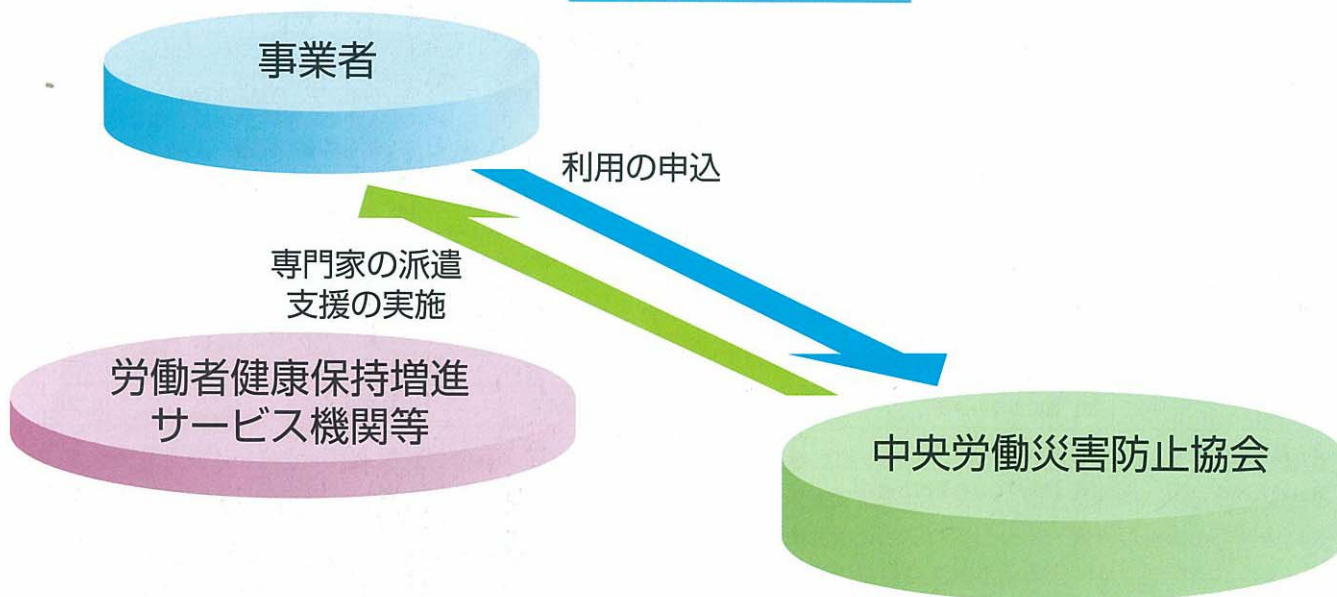 事業者
利用の申込
専門家の派遣
支援の実施
労働者健康保持増進
サービス機関等
中央労働災害防止協会